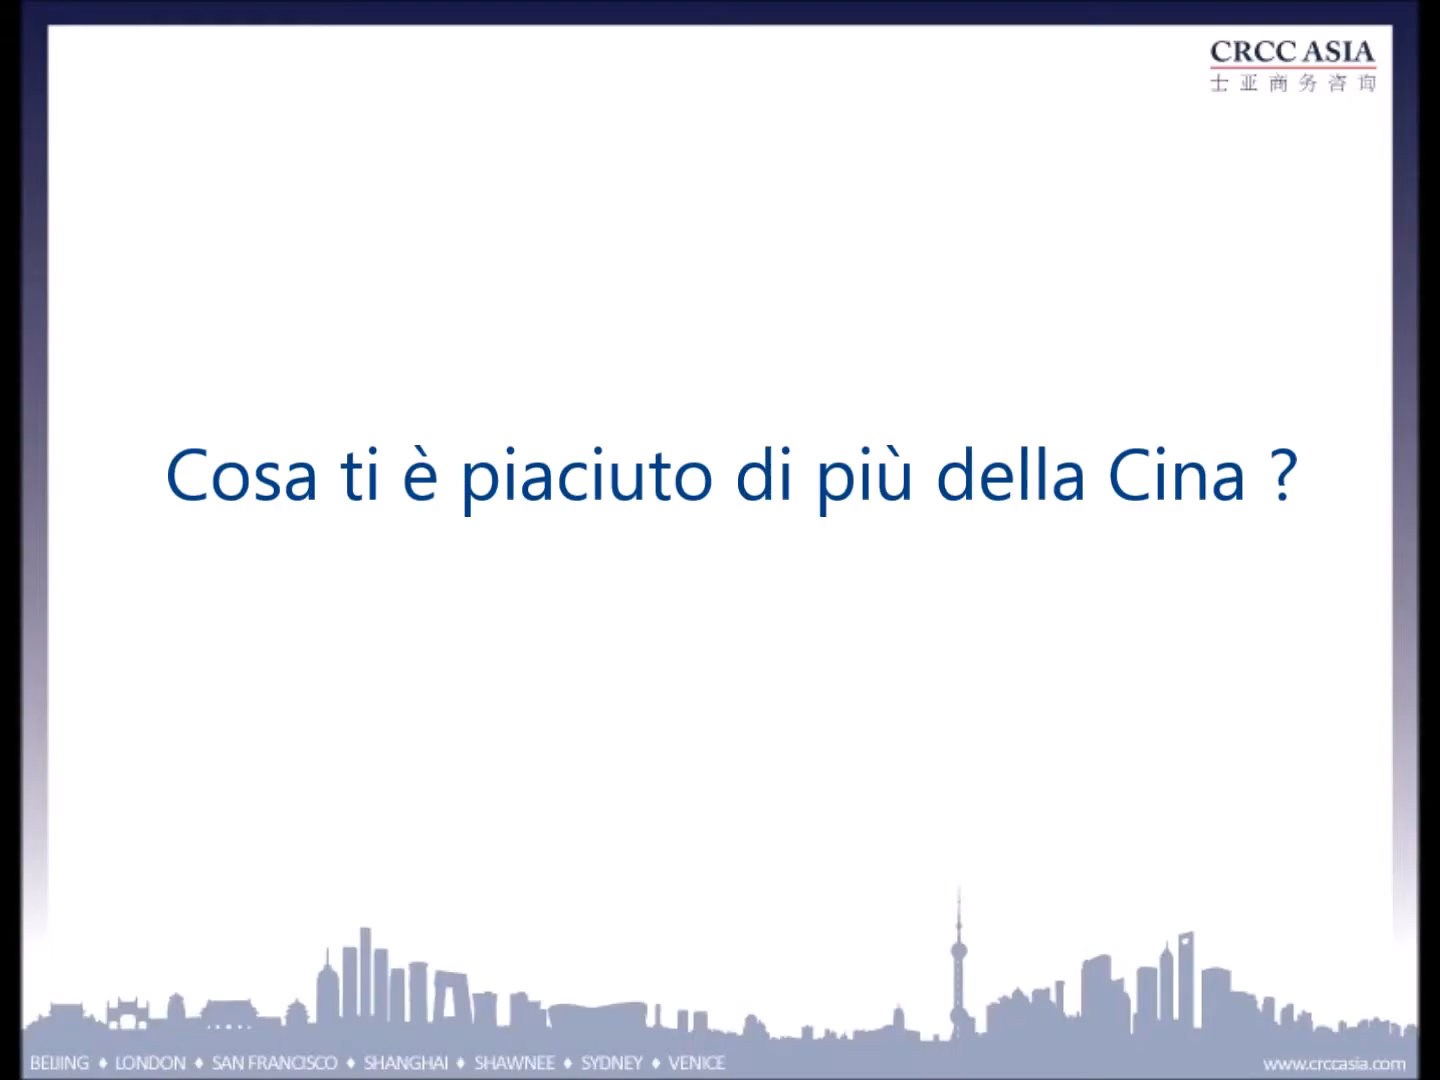 CRCC ASIA
士亚商务咨询
Cosa ti è piaciuto di più della Cina ?
BEIJING ♦ LONDON ♦ SAN FRANCISCO ♦ SHANGHAI ♦ SHAWNEE ♦ SYDNEY ♦ VENICE
www.crccasia.com